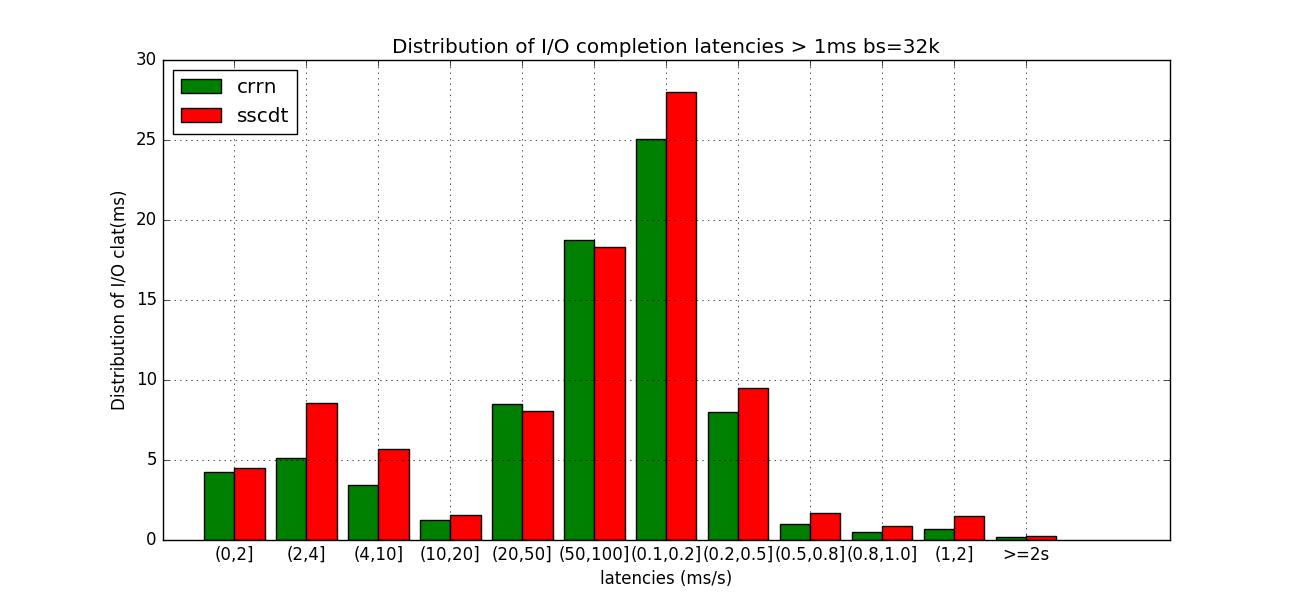 Distribution of I/O completion latencies > 1ms bs=32k
crrn
sscdt
Distribution of I/O clat(ms)
30
25
20
15
10
5
0
(0,2] (2,4] (4,10] (10,20] (20,50] (50,100] (0.1,0.2] (0.2,0.5] (0.5,0.8] (0.8,1.0] (1,2] >=2s
latencies (ms/s)